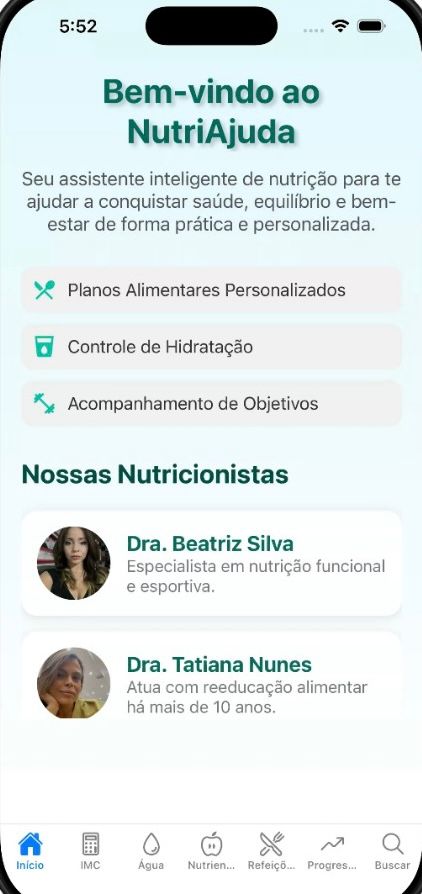 5:52
Bem-vindo ao
NutriAjuda
Seu assistente inteligente de nutrição para te
ajudar a conquistar saúde, equilíbrio e bem-
estar de forma prática e personalizada.
Planos Alimentares Personalizados
Controle de Hidratação
Acompanhamento de Objetivos
Nossas Nutricionistas
Dra. Beatriz Silva
Especialista em nutrição funcional
e esportiva.
Dra. Tatiana Nunes
Atua com reeducação alimentar
há mais de 10 anos.
Início IMC Água Nutrien... Refeiçõ... Progres... Buscar